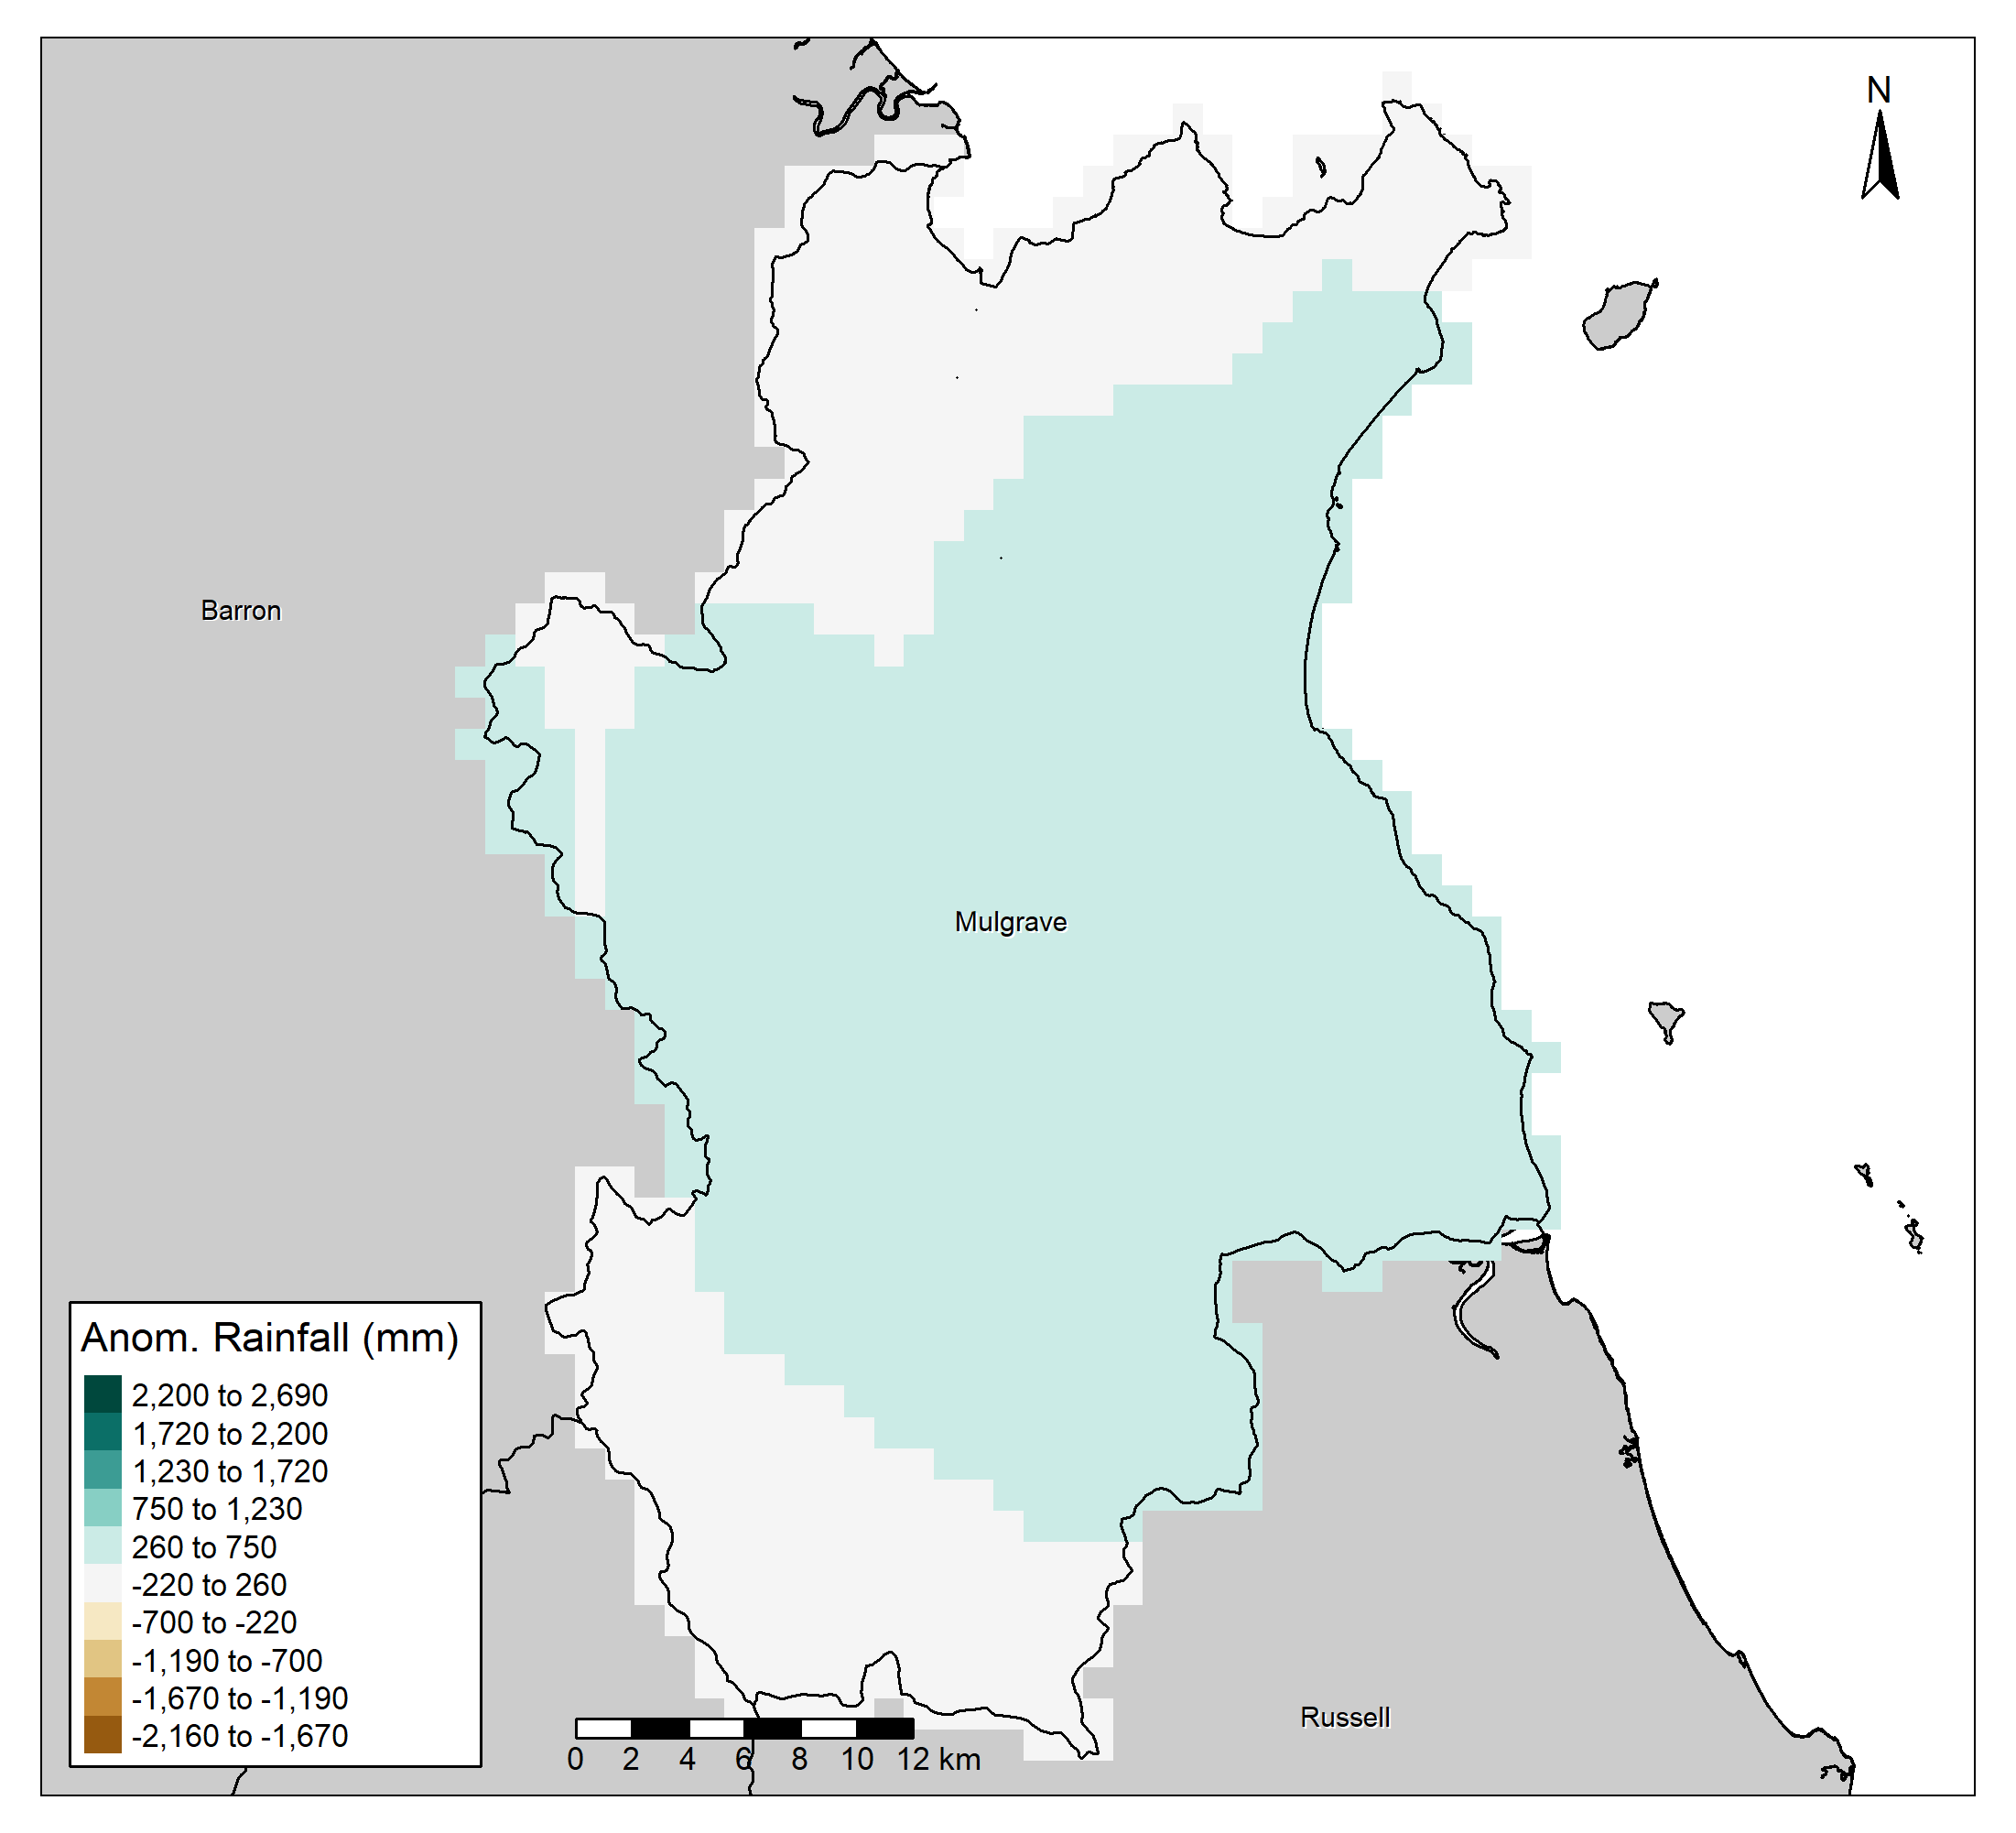 N
Barron
Mulgrave
Anom. Rainfall (mm)
2,200 to 2,690
1,720 to 2,200
1,230 to 1,720
750 to 1,230
260 to 750
-220 to 260
-700 to -220
-1,190 to -700
-1,670 to -1,190
-2,160 to -1,670
Russell
0 2 4 6 8 10 12 km